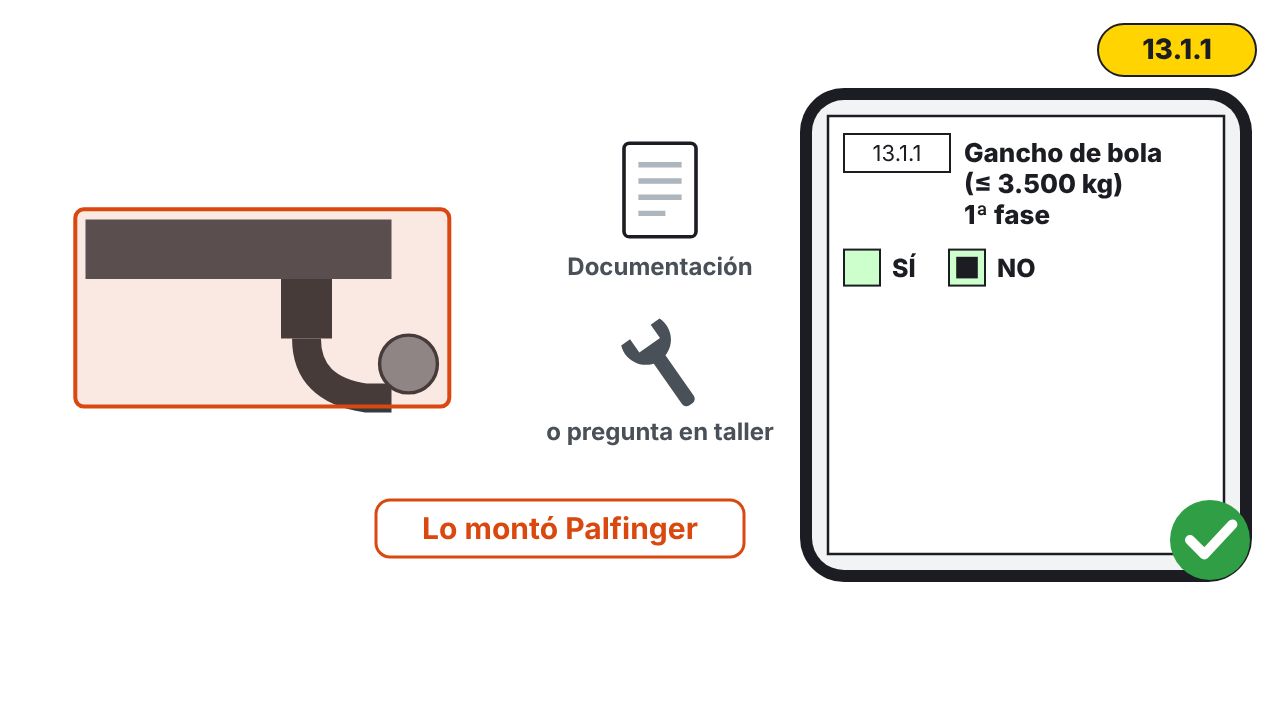 13.1.1
13.1.1
Gancho de bola
(≤ 3.500 kg)
1ª fase
SÍ
NO
Documentación
o pregunta en taller
Lo montó Palfinger